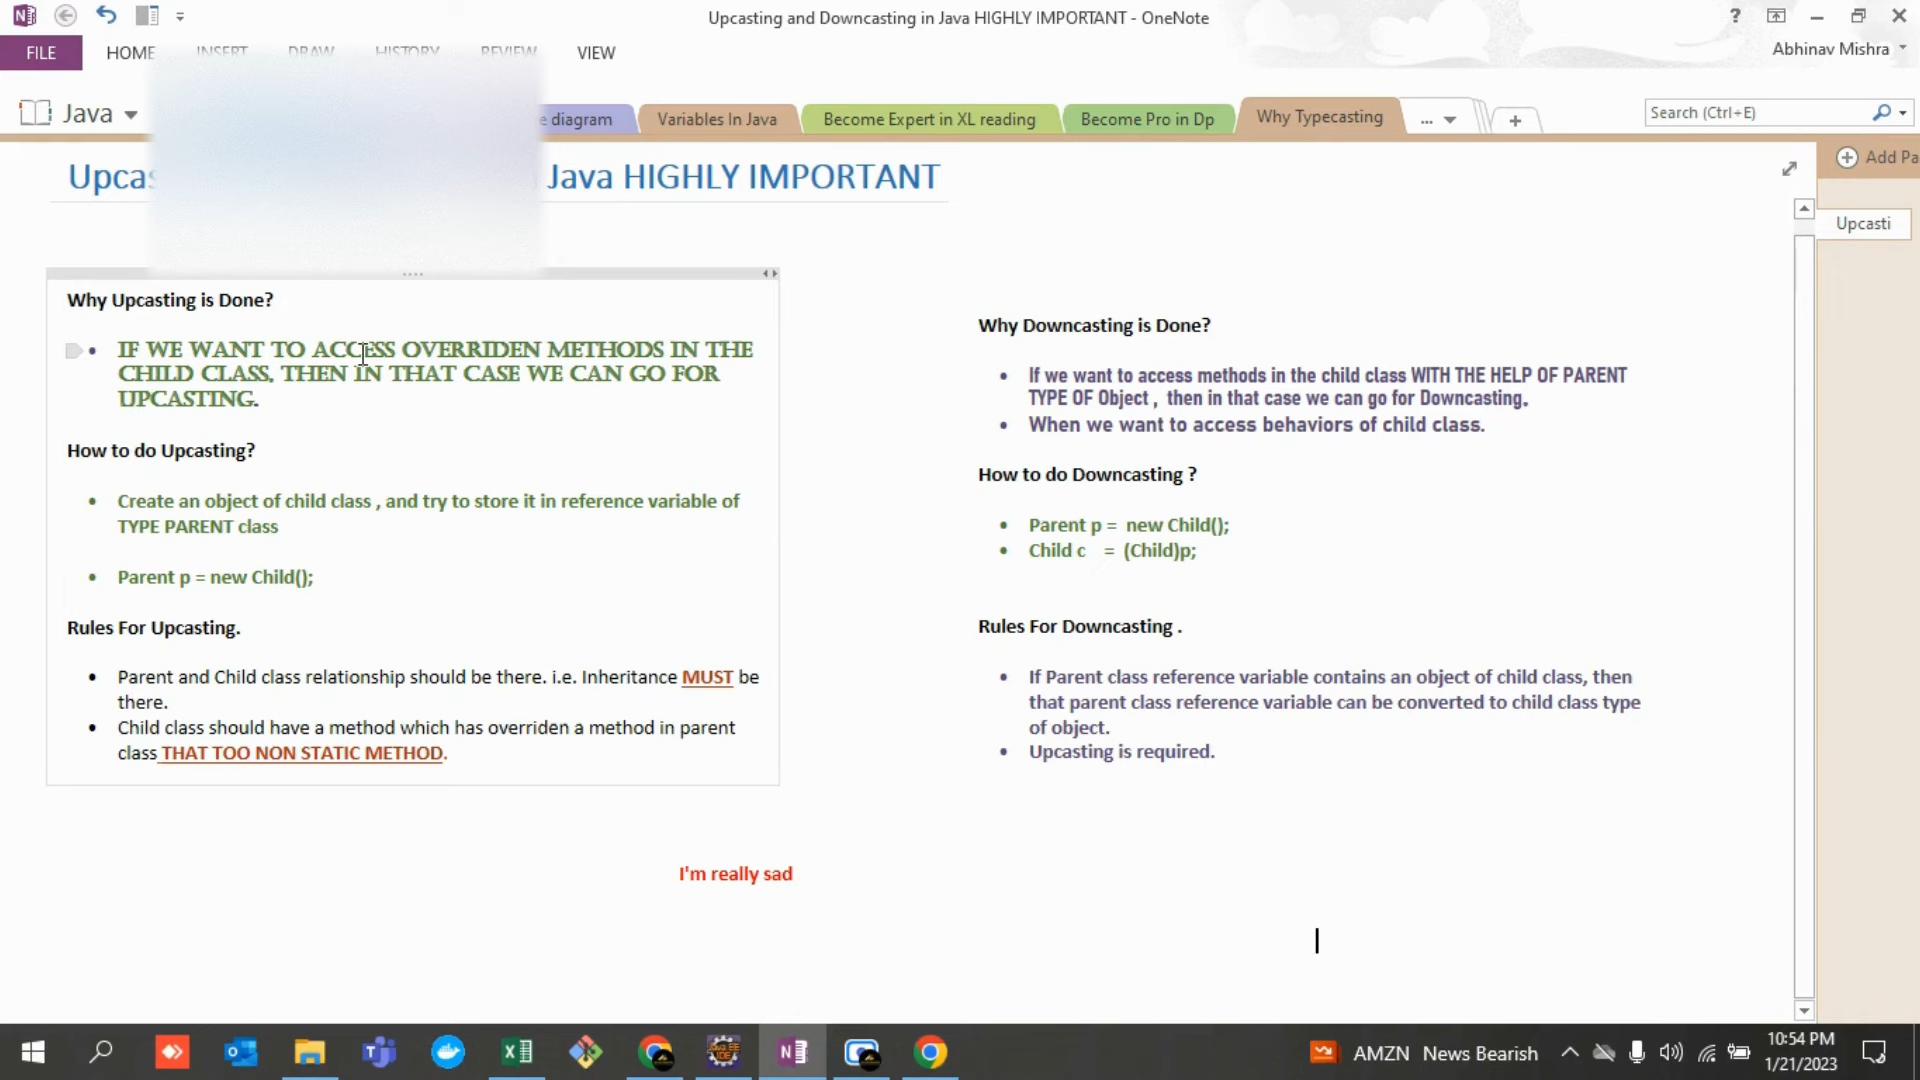 Upcasting and Downcasting in Java HIGHLY IMPORTANT - OneNote
?
FILE HOME INSERT DRAW HISTORY REVIEW VIEW
Abhinav Mishra
Java
e diagram
Variables In Java
Become Expert in XL reading
Become Pro in Dp
Why Typecasting
...
Search (Ctrl+E)
Add Pa
Upcasti
Upcas
Java HIGHLY IMPORTANT
Why Upcasting is Done?
IF WE WANT TO ACCESS OVERRIDEN METHODS IN THE
CHILD CLASS, THEN IN THAT CASE WE CAN GO FOR
UPCASTING.
How to do Upcasting?
Create an object of child class , and try to store it in reference variable of
TYPE PARENT class
Parent p = new Child();
Rules For Upcasting.
Parent and Child class relationship should be there. i.e. Inheritance MUST be
there.
Child class should have a method which has overriden a method in parent
class THAT TOO NON STATIC METHOD.
Why Downcasting is Done?
If we want to access methods in the child class WITH THE HELP OF PARENT
TYPE OF Object , then in that case we can go for Downcasting.
When we want to access behaviors of child class.
How to do Downcasting ?
Parent p = new Child();
Child c = (Child)p;
Rules For Downcasting .
If Parent class reference variable contains an object of child class, then
that parent class reference variable can be converted to child class type
of object.
Upcasting is required.
I'm really sad
AMZN News Bearish
10:54 PM
1/21/2023